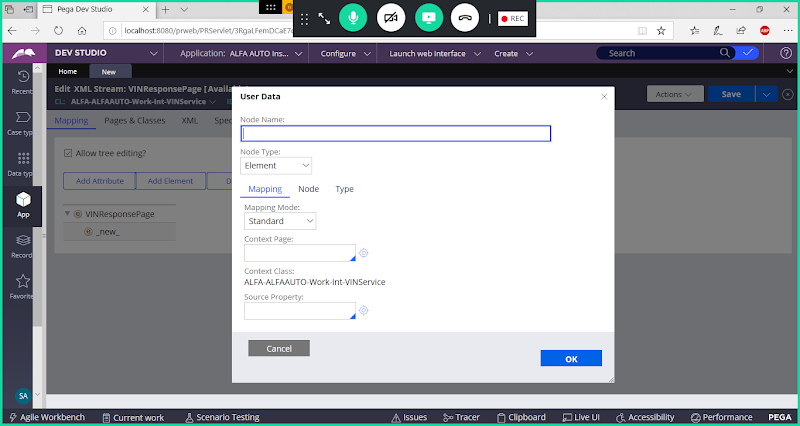 REC
Pega Dev Studio
localhost:8080/prweb/PRServlet/3RgaLFemDCaE7
DEV STUDIO
Application: ALFA AUTO Ins...
Configure
Launch web interface
Create
Search
Home
New
Edit XML Stream: VINResponsePage [Availabl
CL: ALFA-ALFAAUTO-Work-Int-VINService
Actions
Save
Mapping
Pages & Classes
XML
Spec
Allow tree editing?
Add Attribute
Add Element
D
VINResponsePage
_new_
Recent
Case typ
Data typ
App
Record
Favorite
SA
User Data
Node Name:
Node Type:
Element
Mapping
Node
Type
Mapping Mode:
Standard
Context Page:
Context Class:
ALFA-ALFAAUTO-Work-Int-VINService
Source Property:
Cancel
OK
Agile Workbench
Current work
Scenario Testing
Issues
Tracer
Clipboard
Live UI
Accessibility
Performance
PEGA